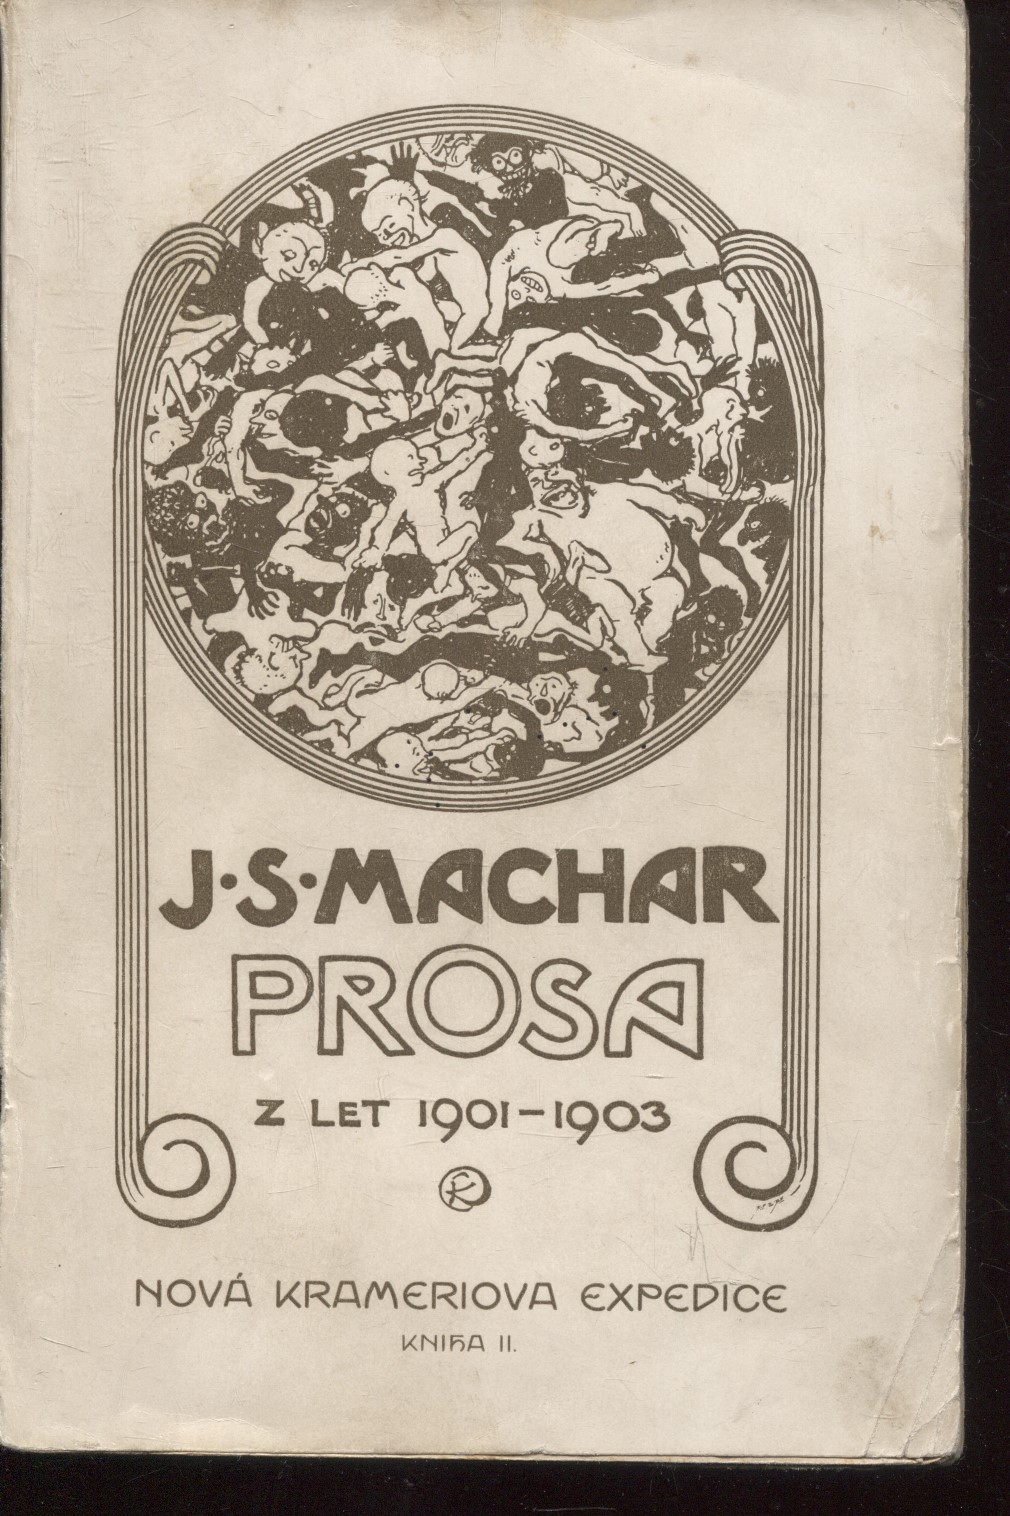 J·S·MACHAR
PROSA
Z LET 1901–1903
NOVÁ KRAMERIOVA EXPEDICE
KNIHA II.